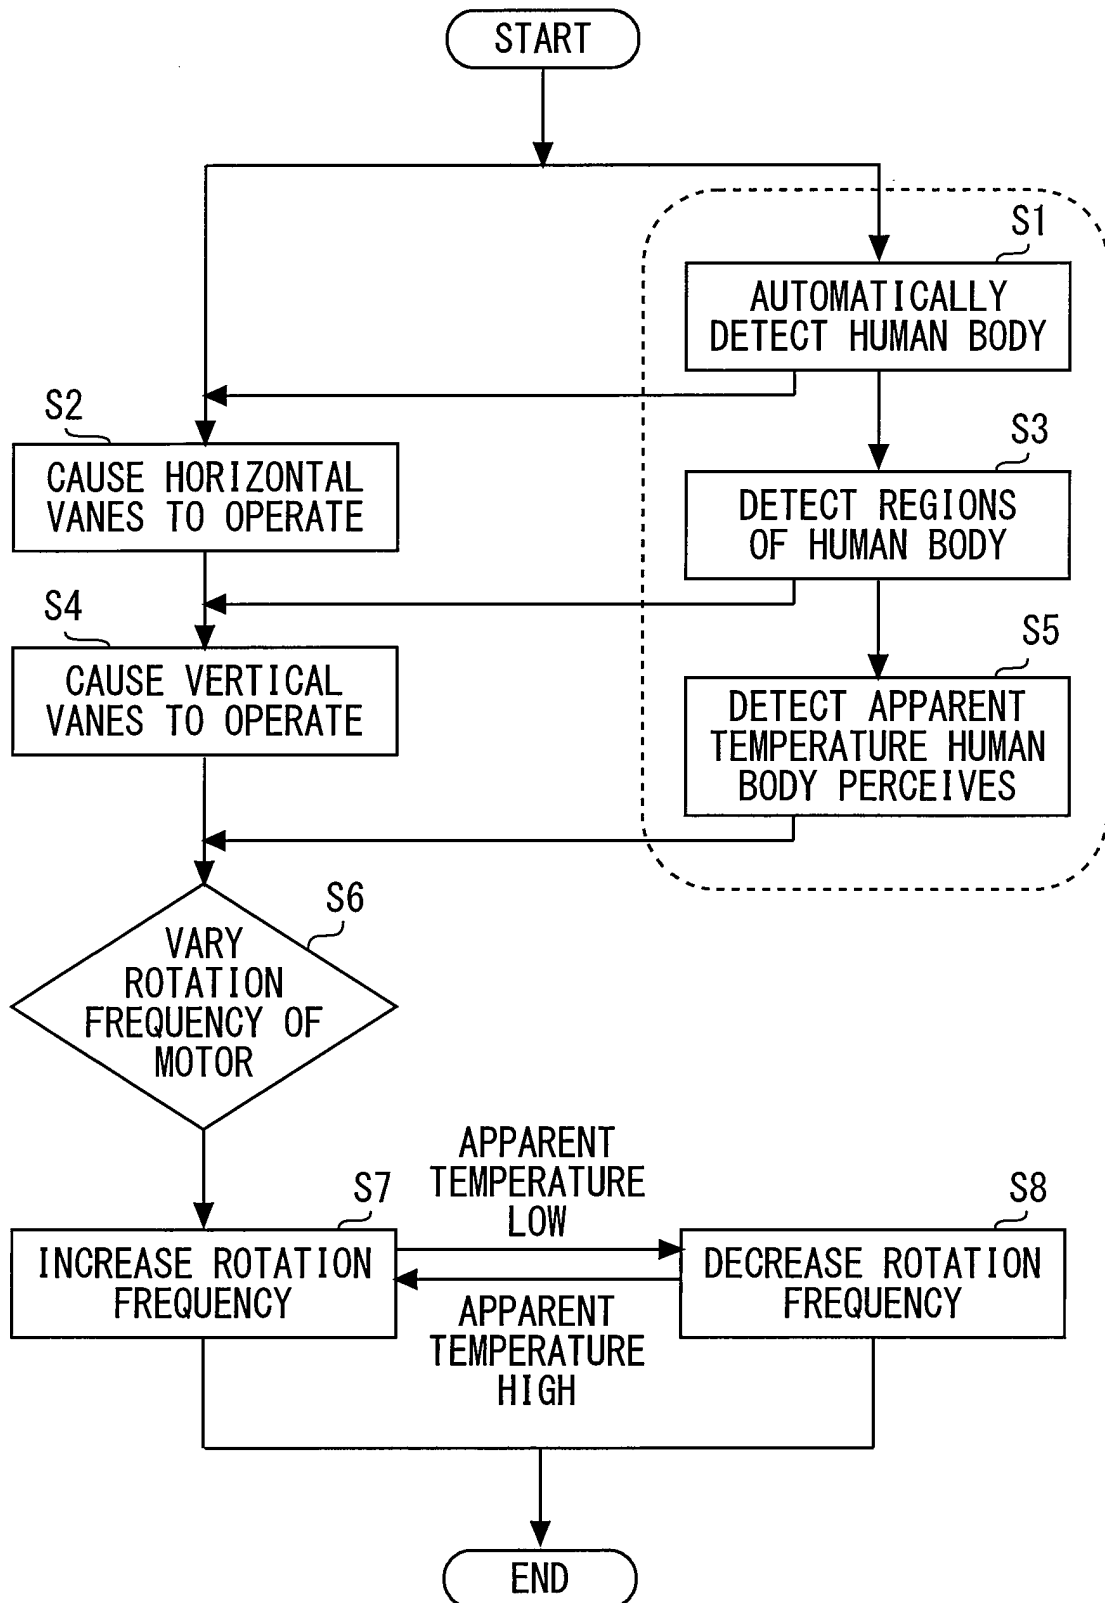 START
S1
AUTOMATICALLY
DETECT HUMAN BODY
S2
CAUSE HORIZONTAL
VANES TO OPERATE
S3
DETECT REGIONS
OF HUMAN BODY
S4
CAUSE VERTICAL
VANES TO OPERATE
S5
DETECT APPARENT
TEMPERATURE HUMAN
BODY PERCEIVES
S6
VARY
ROTATION
FREQUENCY OF
MOTOR
APPARENT
TEMPERATURE
LOW
S7
INCREASE ROTATION
FREQUENCY
S8
DECREASE ROTATION
FREQUENCY
APPARENT
TEMPERATURE
HIGH
END